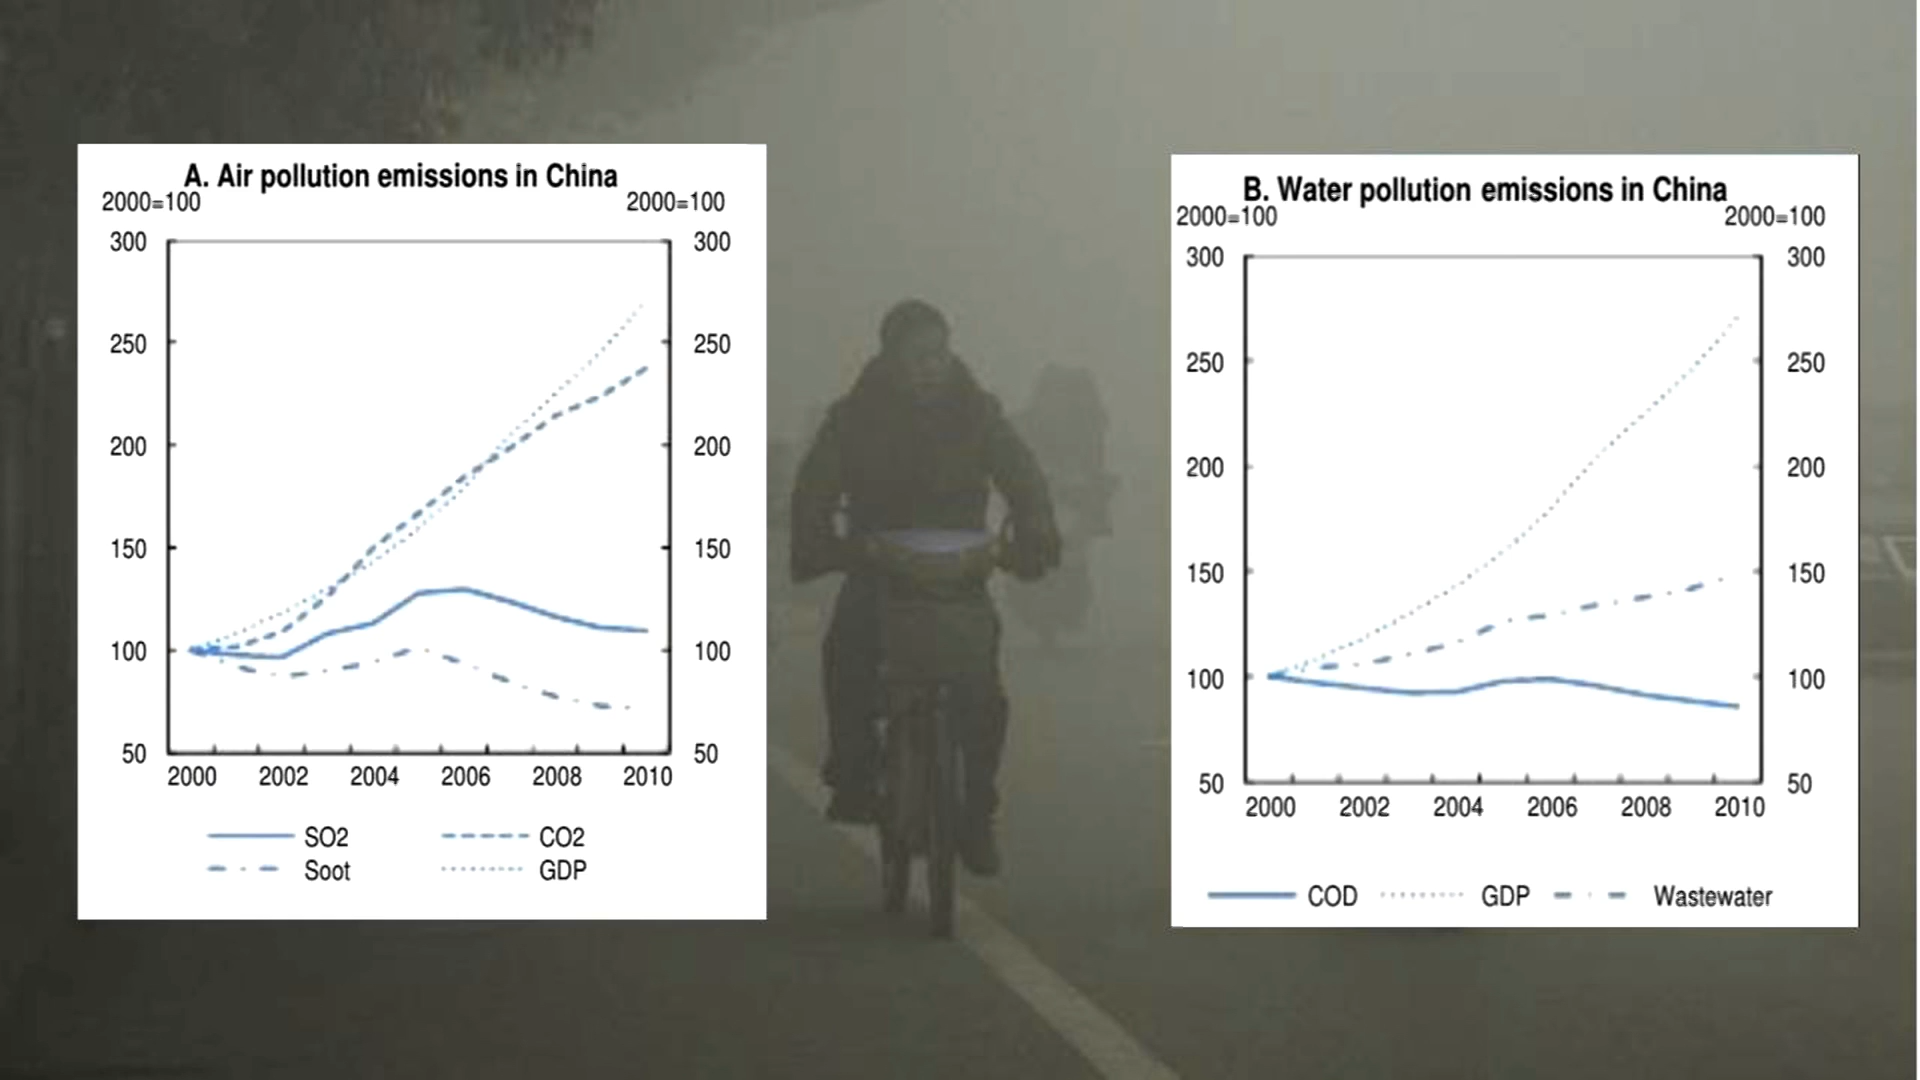 A. Air pollution emissions in China
2000=100 2000=100
300 300
250 250
200 200
150 150
100 100
50 50
2000 2002 2004 2006 2008 2010
SO2 CO2
Soot GDP
B. Water pollution emissions in China
2000=100 2000=100
300 300
250 250
200 200
150 150
100 100
50 50
2000 2002 2004 2006 2008 2010
COD GDP Wastewater